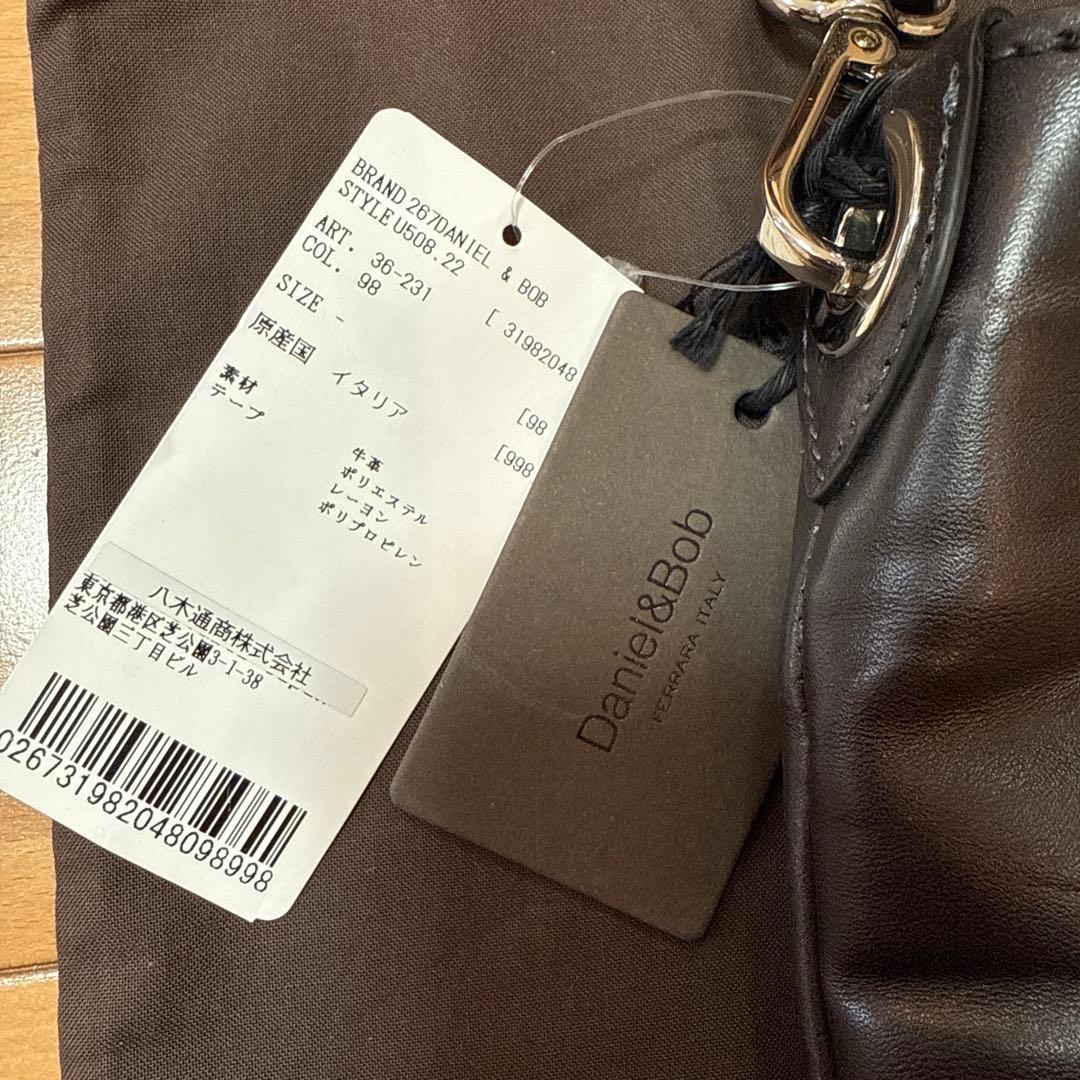 BRAND 267DANIEL & BOB
STYLE U508.22
ART. 36-231 [ 31982048
COL. 98
SIZE - [98
原産国 イタリア [998
素材 牛革
テープ ポリエステル
レーヨン
ポリプロピレン
八木通商株式会社
東京都港区芝公園3-1-38
芝公園三丁目ビル
026731982048098998
Daniel&Bob
FERRARA ITALY